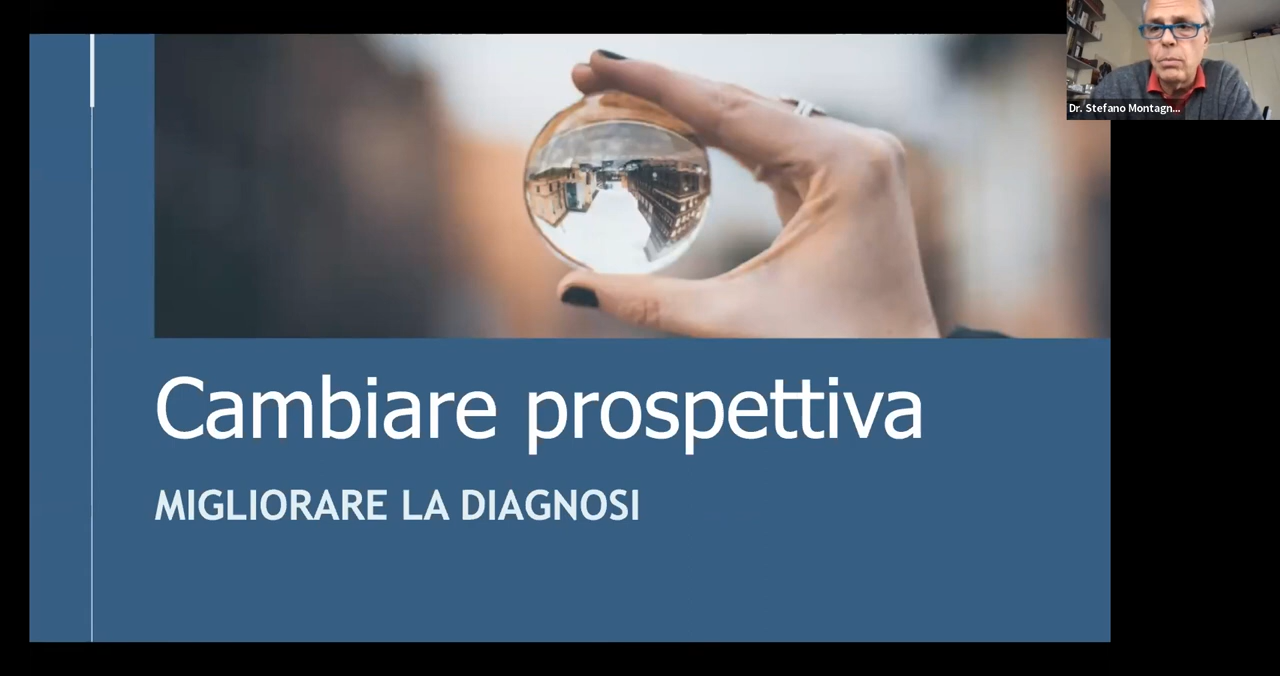 Dr. Stefano Montagn...
Cambiare prospettiva
MIGLIORARE LA DIAGNOSI